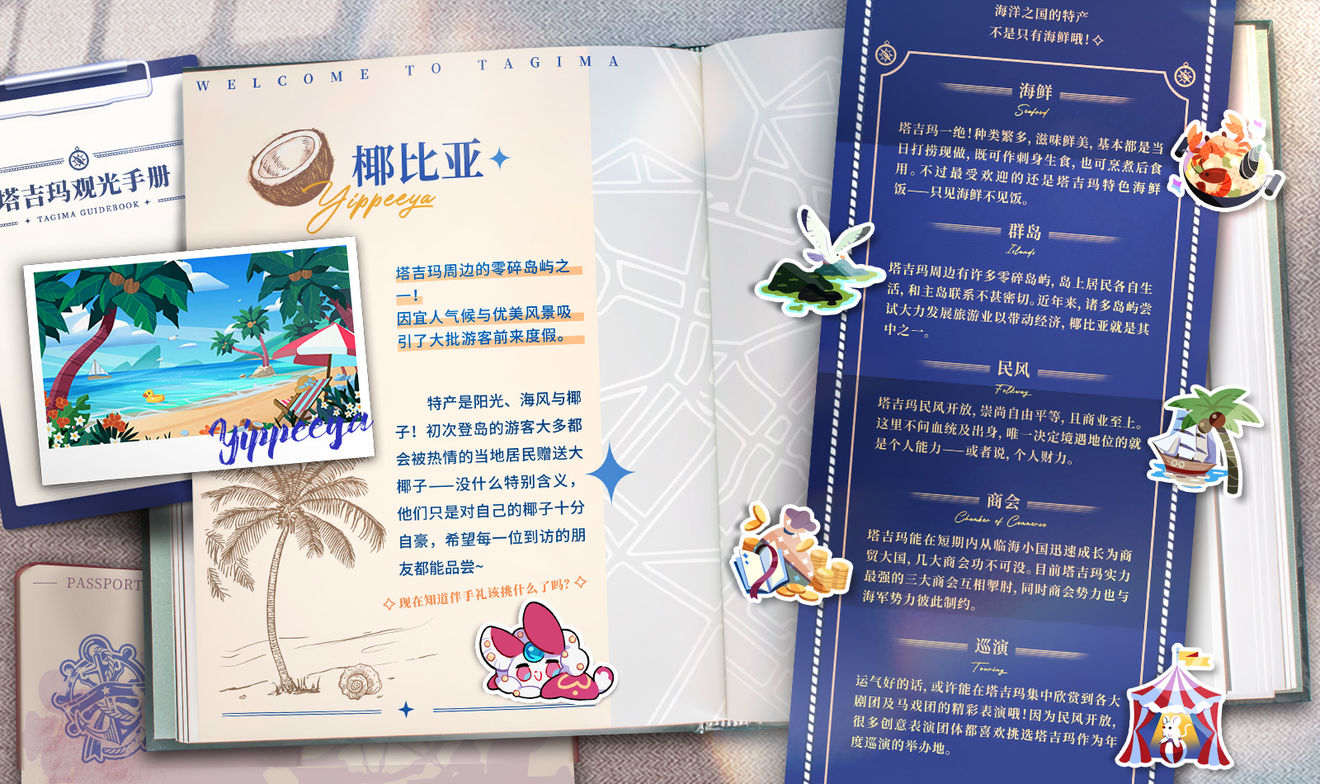 WELCOME TO TAGIMA
塔吉玛观光手册
TAGIMA GUIDEBOOK
椰比亚
Yippeeya
塔吉玛周边的零碎岛屿之
一！
因宜人气候与优美风景吸
引了大批游客前来度假。
Yippeeya
特产是阳光、海风与椰
子！初次登岛的游客大多都
会被热情的当地居民赠送大
椰子——没什么特别含义，
他们只是对自己的椰子十分
自豪，希望每一位到访的朋
友都能品尝~
现在知道伴手礼该挑什么了吗？
PASSPORT
海洋之国的特产
不是只有海鲜哦！
海鲜
Seafood
塔吉玛一绝！种类繁多，滋味鲜美，基本都是当
日打捞现做，既可作刺身生食，也可烹煮后食
用。不过最受欢迎的还是塔吉玛特色海鲜
饭——只见海鲜不见饭。
群岛
Islands
塔吉玛周边有许多零碎岛屿，岛上居民各自生
活，和主岛联系不甚密切。近年来，诸多岛屿尝
试大力发展旅游业以带动经济，椰比亚就是其
中之一。
民风
Folkway
塔吉玛民风开放，崇尚自由平等，且商业至上。
这里不问血统及出身，唯一决定境遇地位的就
是个人能力——或者说，个人财力。
商会
Chamber of Commerce
塔吉玛能在短期内从临海小国迅速成长为商
贸大国，几大商会功不可没。目前塔吉玛实力
最强的三大商会互相掣肘，同时商会势力也与
海军势力彼此制约。
巡演
Touring
运气好的话，或许能在塔吉玛集中欣赏到各大
剧团及马戏团的精彩表演哦！因为民风开放，
很多创意表演团体都喜欢挑选塔吉玛作为年
度巡演的举办地。